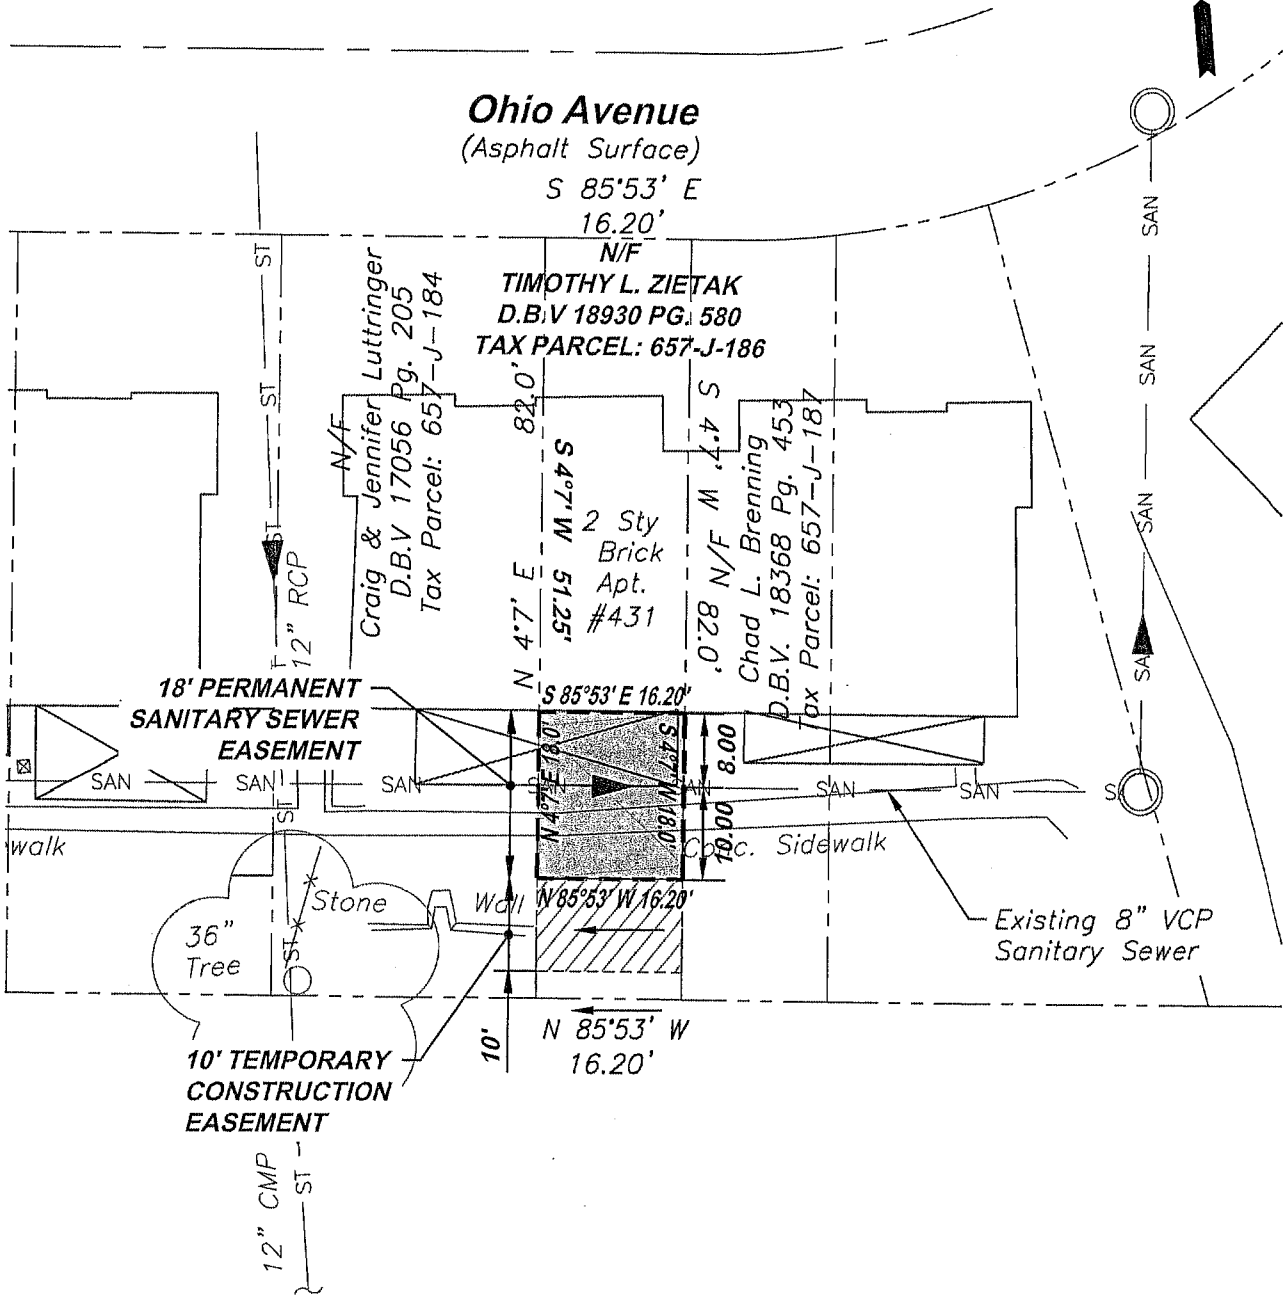 Ohio Avenue
(Asphalt Surface)
S 85°53' E
16.20'
N/F
TIMOTHY L. ZIETAK
D.B.V 18930 PG. 580
TAX PARCEL: 657-J-186
N/F
Craig & Jennifer Luttringer
D.B.V 17056 Pg. 205
Tax Parcel: 657-J-184
N 4°7' E 82.0'
S 4°7' W 51.25'
2 Sty
Brick
Apt.
#431
S 4°7' W 82.0'
N/F
Chad L. Brenning
D.B.V. 18368 Pg. 453
Tax Parcel: 657-J-187
ST
ST
ST
12" RCP
SAN
SAN
SAN
18' PERMANENT
SANITARY SEWER
EASEMENT
S 85°53' E 16.20'
N 4°7' E 18.0'
S 4°7' W 18.0'
8.00
10.00
SAN
SAN
SAN
SAN
SAN
ST
walk
Conc. Sidewalk
Stone Wall
N 85°53' W 16.20'
36"
Tree
ST
Existing 8" VCP
Sanitary Sewer
10'
N 85°53' W
16.20'
10' TEMPORARY
CONSTRUCTION
EASEMENT
12" CMP
ST